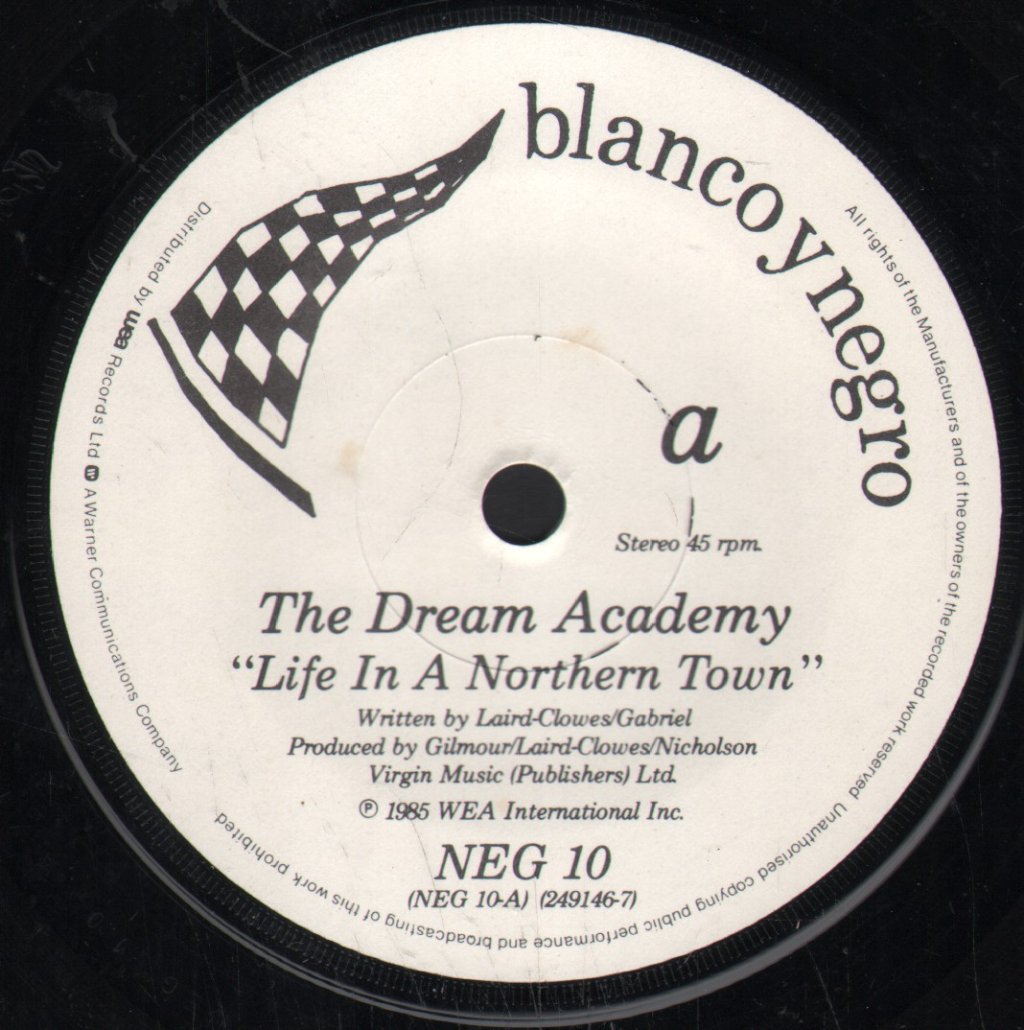 blanco y negro
a
Stereo 45 rpm.
The Dream Academy
“Life In A Northern Town”
Written by Laird-Clowes/Gabriel
Produced by Gilmour/Laird-Clowes/Nicholson
Virgin Music (Publishers) Ltd.
Ⓟ 1985 WEA International Inc.
NEG 10
(NEG 10-A) (249146-7)
Distributed by wea Records Ltd W A Warner Communications Company
All rights of the Manufacturers and of the owners of the recorded work reserved Unauthorised copying public performance and broadcasting of this work prohibited